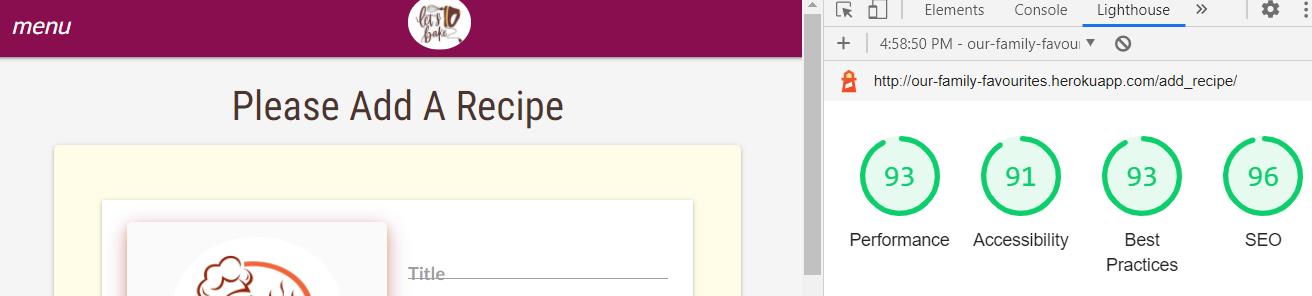 menu
let's
bake
Please Add A Recipe
Title
Elements Console Lighthouse »
4:58:50 PM - our-family-favou
http://our-family-favourites.herokuapp.com/add_recipe/
93 91 93 96
Performance Accessibility Best Practices SEO